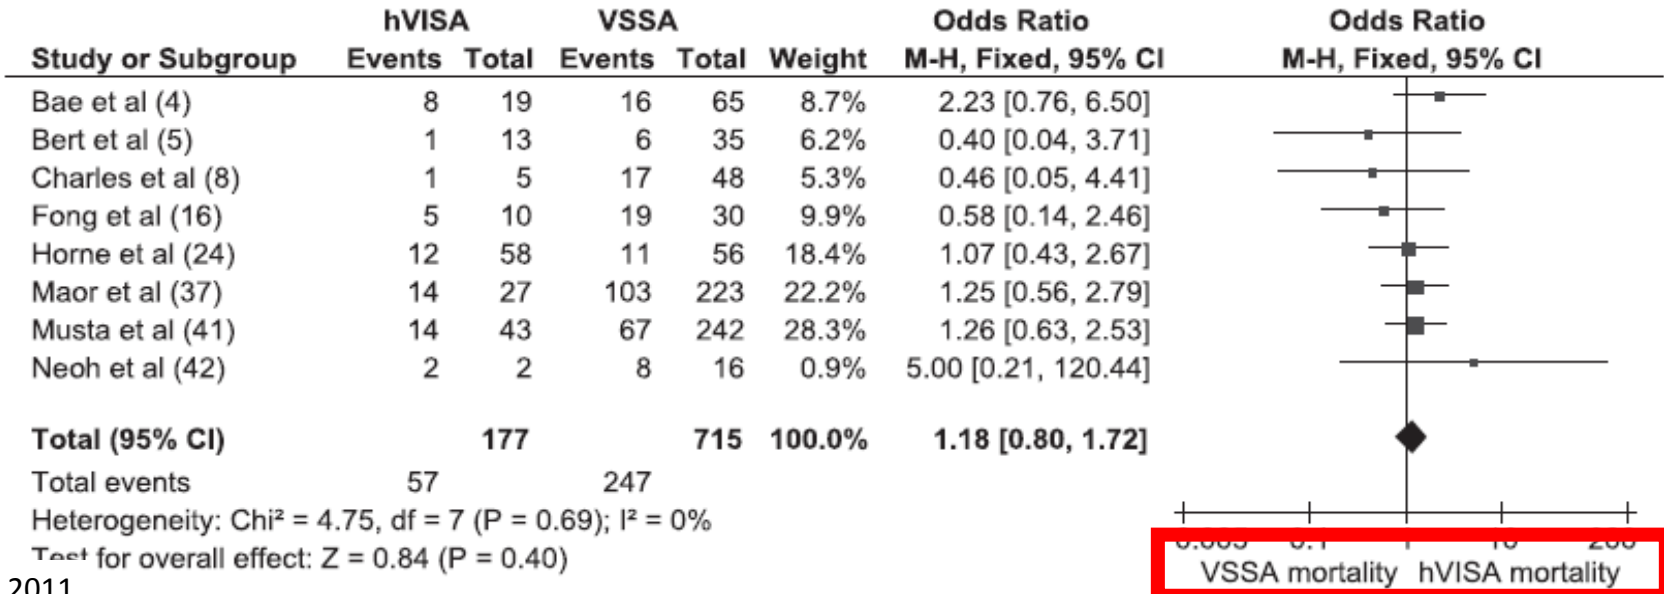 hVISA VSSA Odds Ratio Odds Ratio
Study or Subgroup Events Total Events Total Weight M-H, Fixed, 95% CI M-H, Fixed, 95% CI
Bae et al (4) 8 19 16 65 8.7% 2.23 [0.76, 6.50]
Bert et al (5) 1 13 6 35 6.2% 0.40 [0.04, 3.71]
Charles et al (8) 1 5 17 48 5.3% 0.46 [0.05, 4.41]
Fong et al (16) 5 10 19 30 9.9% 0.58 [0.14, 2.46]
Horne et al (24) 12 58 11 56 18.4% 1.07 [0.43, 2.67]
Maor et al (37) 14 27 103 223 22.2% 1.25 [0.56, 2.79]
Musta et al (41) 14 43 67 242 28.3% 1.26 [0.63, 2.53]
Neoh et al (42) 2 2 8 16 0.9% 5.00 [0.21, 120.44]
Total (95% CI) 177 715 100.0% 1.18 [0.80, 1.72]
Total events 57 247
Heterogeneity: Chi² = 4.75, df = 7 (P = 0.69); I² = 0%
Test for overall effect: Z = 0.84 (P = 0.40)
VSSA mortality hVISA mortality
2011